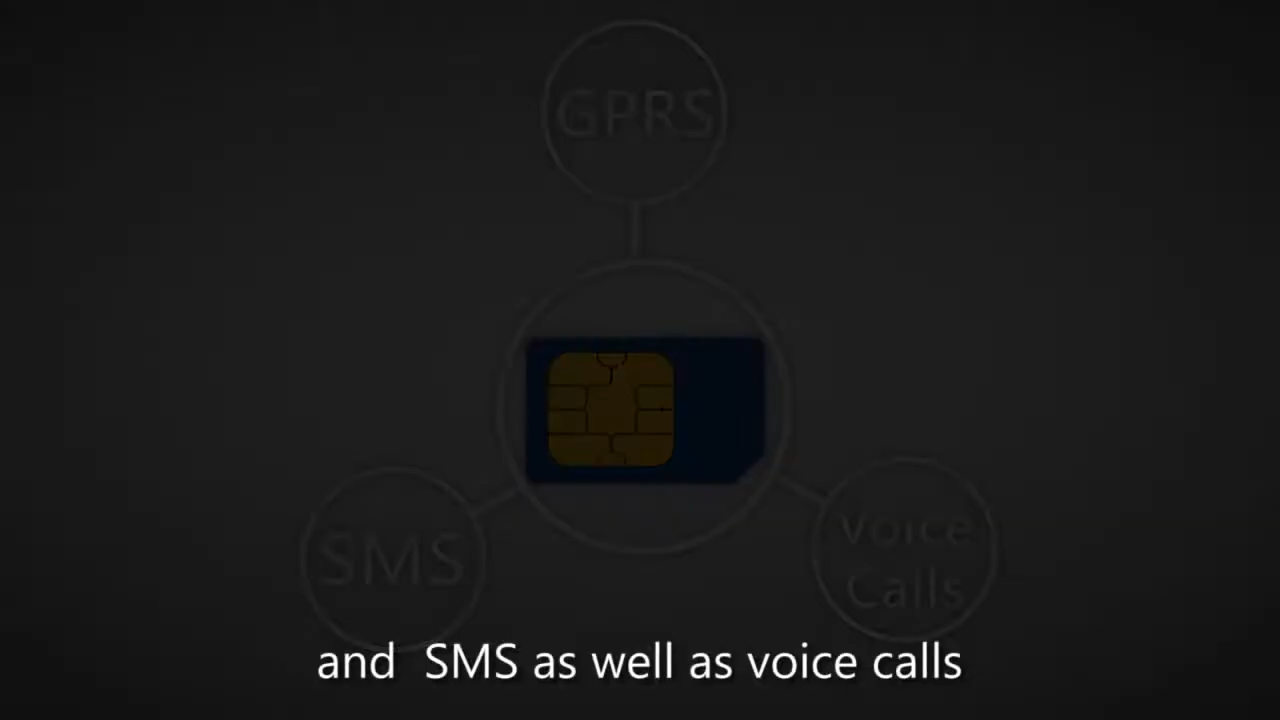 GPRS
SMS
Voice
Calls
and  SMS as well as voice calls